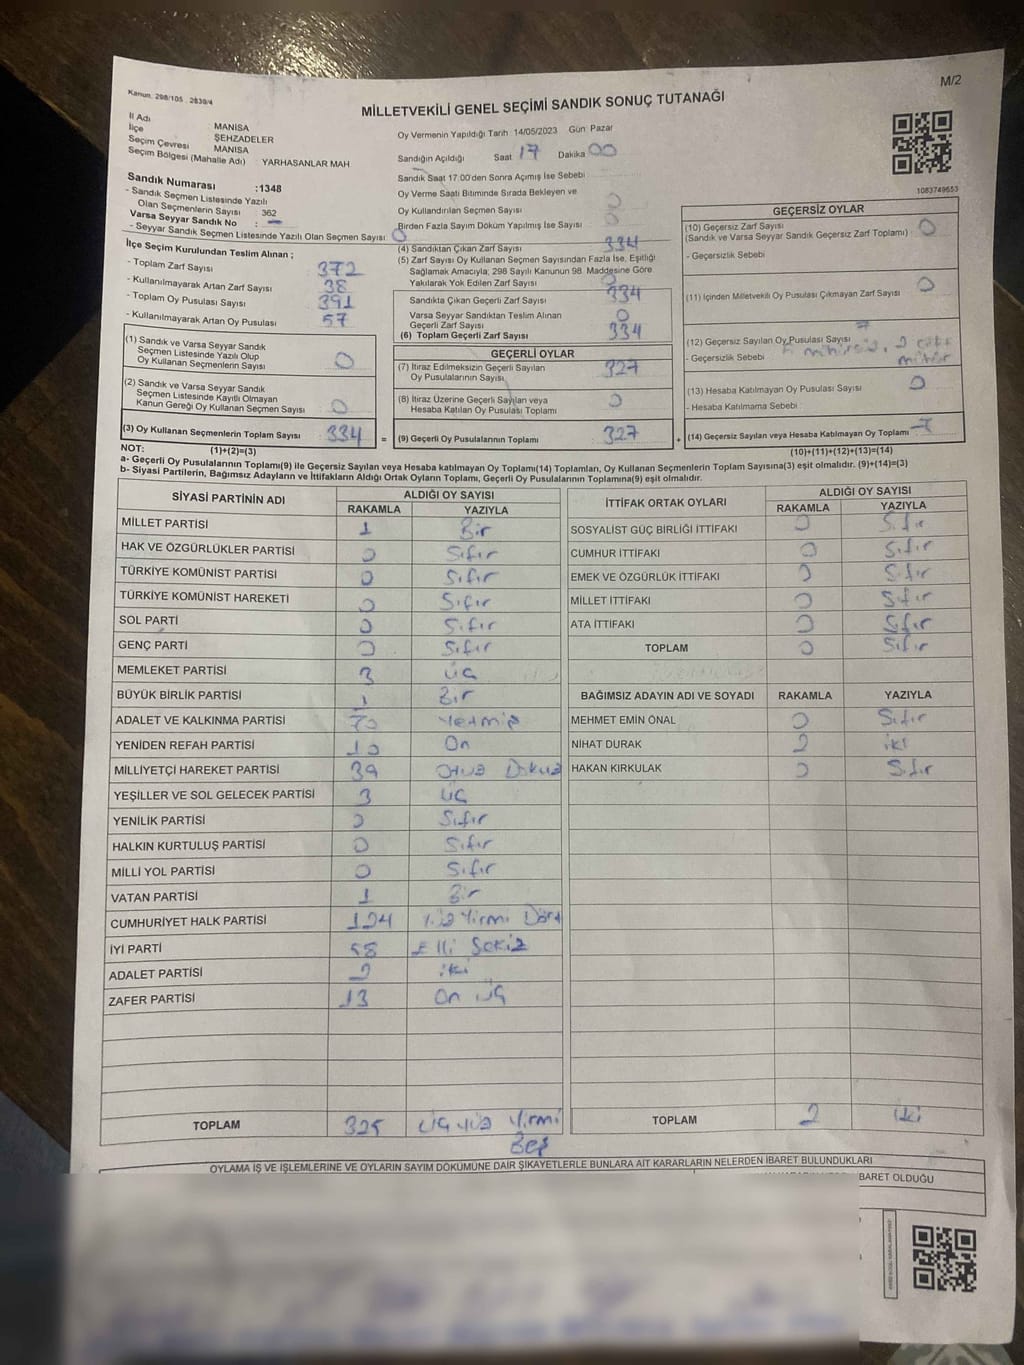 M/2
Kanun. 298/105 . 2839/4
MİLLETVEKİLİ GENEL SEÇİMİ SANDIK SONUÇ TUTANAĞI
İl Adı MANİSA
İlçe ŞEHZADELER
Seçim Çevresi MANİSA
Seçim Bölgesi (Mahalle Adı) YARHASANLAR MAH
Sandık Numarası :1348
- Sandık Seçmen Listesinde Yazılı
Olan Seçmenlerin Sayısı 362
Varsa Seyyar Sandık No : -
- Seyyar Sandık Seçmen Listesinde Yazılı Olan Seçmen Sayısı: 0
İlçe Seçim Kurulundan Teslim Alınan ;
- Toplam Zarf Sayısı 372
- Kullanılmayarak Artan Zarf Sayısı 38
- Toplam Oy Pusulası Sayısı 391
- Kullanılmayarak Artan Oy Pusulası 57
Oy Vermenin Yapıldığı Tarih 14/05/2023 Gün Pazar
Sandığın Açıldığı Saat 17 Dakika 00
Sandık Saat 17:00'den Sonra Açımış İse Sebebi
Oy Verme Saati Bitiminde Sırada Bekleyen ve
Oy Kullandırılan Seçmen Sayısı 0
Birden Fazla Sayım Döküm Yapılmış İse Sayısı 0
(4) Sandıktan Çıkan Zarf Sayısı 334
(5) Zarf Sayısı Oy Kullanan Seçmen Sayısından Fazla İse, Eşitliği
Sağlamak Amacıyla; 298 Sayılı Kanunun 98. Maddesine Göre
Yakılarak Yok Edilen Zarf Sayısı 0
Sandıkta Çıkan Geçerli Zarf Sayısı 334
Varsa Seyyar Sandıktan Teslim Alınan
Geçerli Zarf Sayısı 0
(6) Toplam Geçerli Zarf Sayısı 334
1083749653
GEÇERSİZ OYLAR
(10) Geçersiz Zarf Sayısı 0
(Sandık ve Varsa Seyyar Sandık Geçersiz Zarf Toplamı)
- Geçersizlik Sebebi
(11) İçinden Milletvekili Oy Pusulası Çıkmayan Zarf Sayısı 0
(12) Geçersiz Sayılan Oy Pusulası Sayısı 7
- Geçersizlik Sebebi 5 mühürsüz, 2 çift
mühür
(13) Hesaba Katılmayan Oy Pusulası Sayısı 0
- Hesaba Katılmama Sebebi
(14) Geçersiz Sayılan veya Hesaba Katılmayan Oy Toplamı 7
(10)+(11)+(12)+(13)=(14)
(1) Sandık ve Varsa Seyyar Sandık
Seçmen Listesinde Yazılı Olup
Oy Kullanan Seçmenlerin Sayısı 0
(2) Sandık ve Varsa Seyyar Sandık
Seçmen Listesinde Kayıtlı Olmayan
Kanun Gereği Oy Kullanan Seçmen Sayısı 0
(3) Oy Kullanan Seçmenlerin Toplam Sayısı 334 =
GEÇERLİ OYLAR
(7) İtiraz Edilmeksizin Geçerli Sayılan
Oy Pusulalarının Sayısı 327
(8) İtiraz Üzerine Geçerli Sayılan veya
Hesaba Katılan Oy Pusulası Toplamı 0
(9) Geçerli Oy Pusulalarının Toplamı 327 +
NOT: (1)+(2)=(3)
a- Geçerli Oy Pusulalarının Toplamı(9) ile Geçersiz Sayılan veya Hesaba katılmayan Oy Toplamı(14) Toplamları, Oy Kullanan Seçmenlerin Toplam Sayısına(3) eşit olmalıdır. (9)+(14)=(3)
b- Siyasi Partilerin, Bağımsız Adayların ve İttifakların Aldığı Ortak Oyların Toplamı, Geçerli Oy Pusulalarının Toplamına(9) eşit olmalıdır.
SİYASİ PARTİNİN ADI ALDIĞI OY SAYISI
RAKAMLA YAZIYLA
MİLLET PARTİSİ 1 Bir
HAK VE ÖZGÜRLÜKLER PARTİSİ 0 Sıfır
TÜRKİYE KOMÜNİST PARTİSİ 0 Sıfır
TÜRKİYE KOMÜNİST HAREKETİ 0 Sıfır
SOL PARTİ 0 Sıfır
GENÇ PARTİ 0 Sıfır
MEMLEKET PARTİSİ 3 üç
BÜYÜK BİRLİK PARTİSİ 1 Bir
ADALET VE KALKINMA PARTİSİ 70 Yetmiş
YENİDEN REFAH PARTİSİ 10 On
MİLLİYETÇİ HAREKET PARTİSİ 39 Otuz Dokuz
YEŞİLLER VE SOL GELECEK PARTİSİ 3 üç
YENİLİK PARTİSİ 0 Sıfır
HALKIN KURTULUŞ PARTİSİ 0 Sıfır
MİLLİ YOL PARTİSİ 0 Sıfır
VATAN PARTİSİ 1 Bir
CUMHURİYET HALK PARTİSİ 124 Yüz Yirmi Dört
İYİ PARTİ 58 Elli Sekiz
ADALET PARTİSİ 2 iki
ZAFER PARTİSİ 13 On üç
TOPLAM 325 üç yüz Yirmi
Beş
İTTİFAK ORTAK OYLARI ALDIĞI OY SAYISI
RAKAMLA YAZIYLA
SOSYALİST GÜÇ BİRLİĞİ İTTİFAKI 0 Sıfır
CUMHUR İTTİFAKI 0 Sıfır
EMEK VE ÖZGÜRLÜK İTTİFAKI 0 Sıfır
MİLLET İTTİFAKI 0 Sıfır
ATA İTTİFAKI 0 Sıfır
TOPLAM 0 Sıfır
BAĞIMSIZ ADAYIN ADI VE SOYADI RAKAMLA YAZIYLA
MEHMET EMİN ÖNAL 0 Sıfır
NİHAT DURAK 2 iki
HAKAN KIRKULAK 0 Sıfır
TOPLAM 2 iki
OYLAMA İŞ VE İŞLEMLERİNE VE OYLARIN SAYIM DÖKÜMÜNE DAİR ŞİKAYETLERLE BUNLARA AİT KARARLARIN NELERDEN İBARET BULUNDUKLARI
BARET OLDUĞU